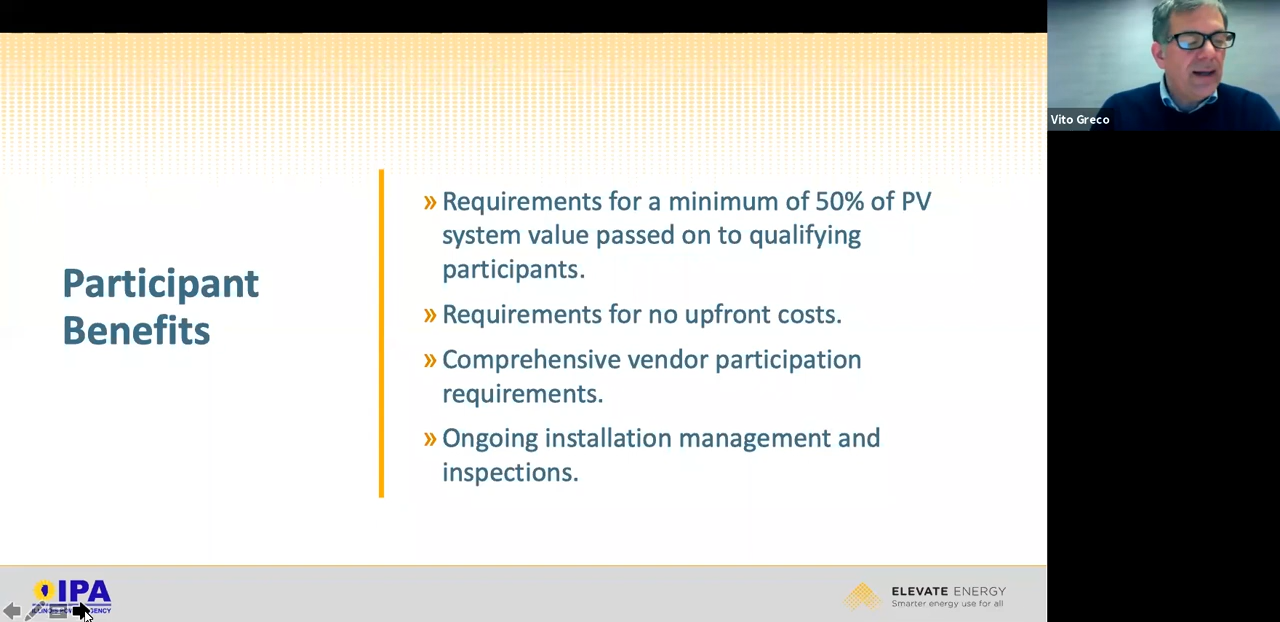 Vito Greco
Participant
Benefits
» Requirements for a minimum of 50% of PV
system value passed on to qualifying
participants.
» Requirements for no upfront costs.
» Comprehensive vendor participation
requirements.
» Ongoing installation management and
inspections.
IPA
ELEVATE ENERGY
Smarter energy use for all